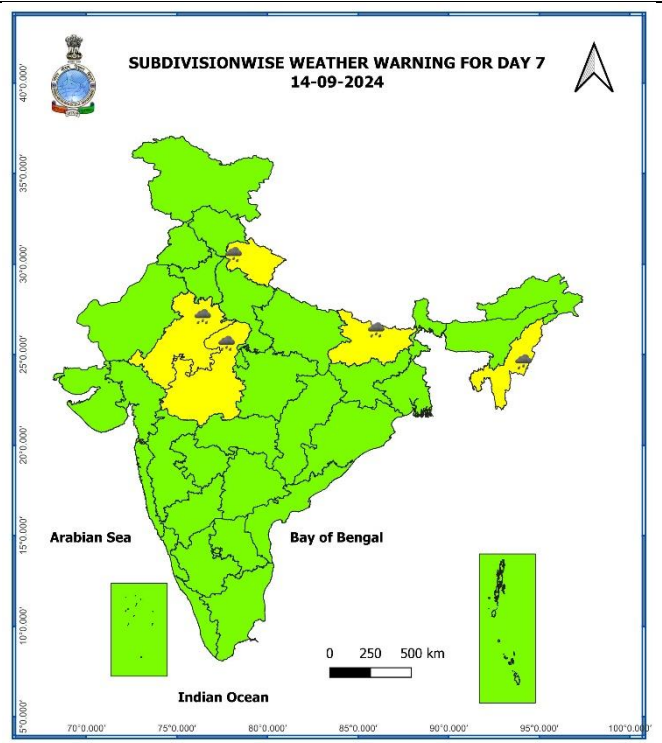 SUBDIVISIONWISE WEATHER WARNING FOR DAY 7
14-09-2024
40°0.000'
35°0.000'
30°0.000'
25°0.000'
20°0.000'
15°0.000'
10°0.000'
5°0.000'
Arabian Sea
Bay of Bengal
0 250 500 km
Indian Ocean
70°0.000' 75°0.000' 80°0.000' 85°0.000' 90°0.000' 95°0.000' 100°0.000'